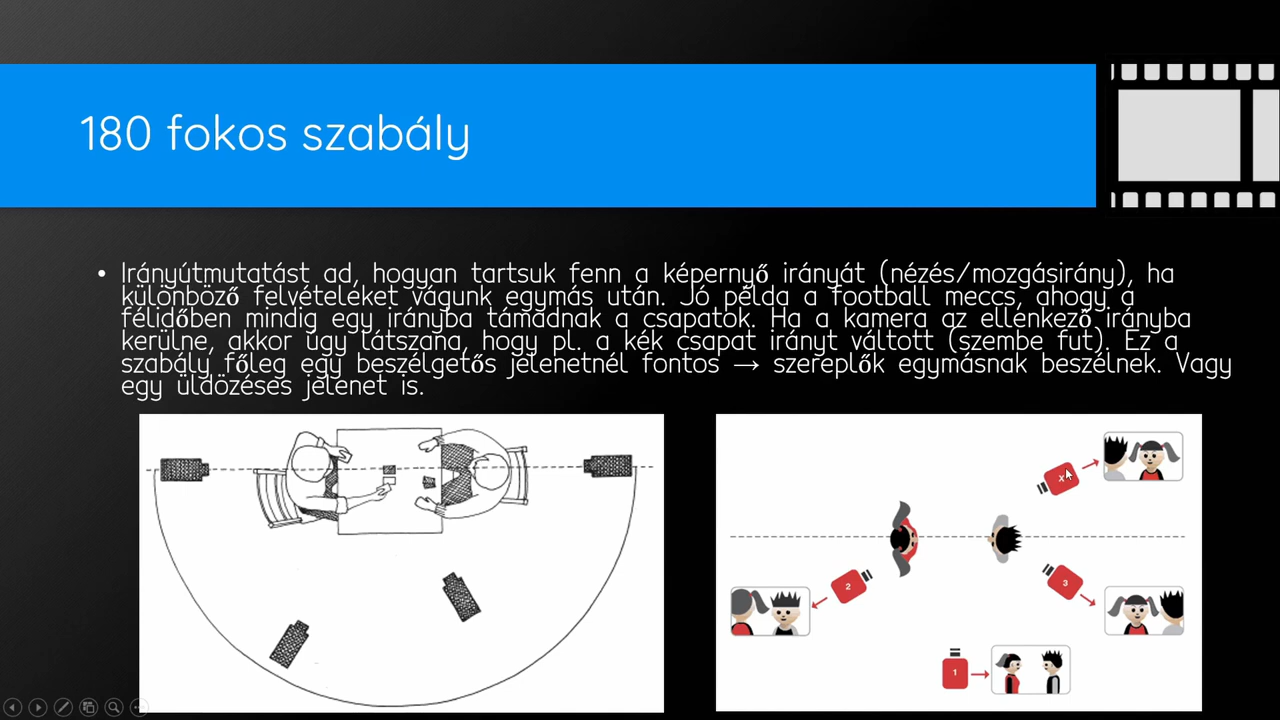 180 fokos szabály
• Irányútmutatást ad, hogyan tartsuk fenn a képernyő irányát (nézés/mozgásirány), ha
különböző felvételeket vágunk egymás után. Jó példa a football meccs, ahogy a
félidőben mindig egy irányba támadnak a csapatok. Ha a kamera az ellenkező irányba
kerülne, akkor úgy látszana, hogy pl. a kék csapat irányt váltott (szembe fut). Ez a
szabály főleg egy beszélgetős jelenetnél fontos → szereplők egymásnak beszélnek. Vagy
egy üldözéses jelenet is.
x
2
3
1